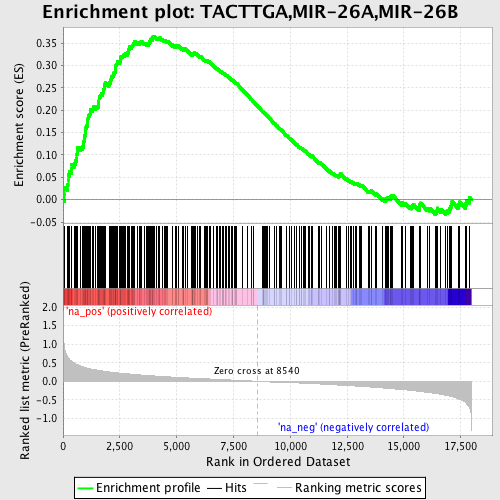 Enrichment plot: TACTTGA,MIR-26A,MIR-26B
Enrichment score (ES)
0.35
0.30
0.25
0.20
0.15
0.10
0.05
0.00
-0.05
Ranked list metric (PreRanked)
2.0
1.5
1.0
0.5
0.0
-0.5
-1.0
'na_pos' (positively correlated)
Zero cross at 8540
'na_neg' (negatively correlated)
0
2,500
5,000
7,500
10,000
12,500
15,000
17,500
Rank in Ordered Dataset
Enrichment profile
Hits
Ranking metric scores